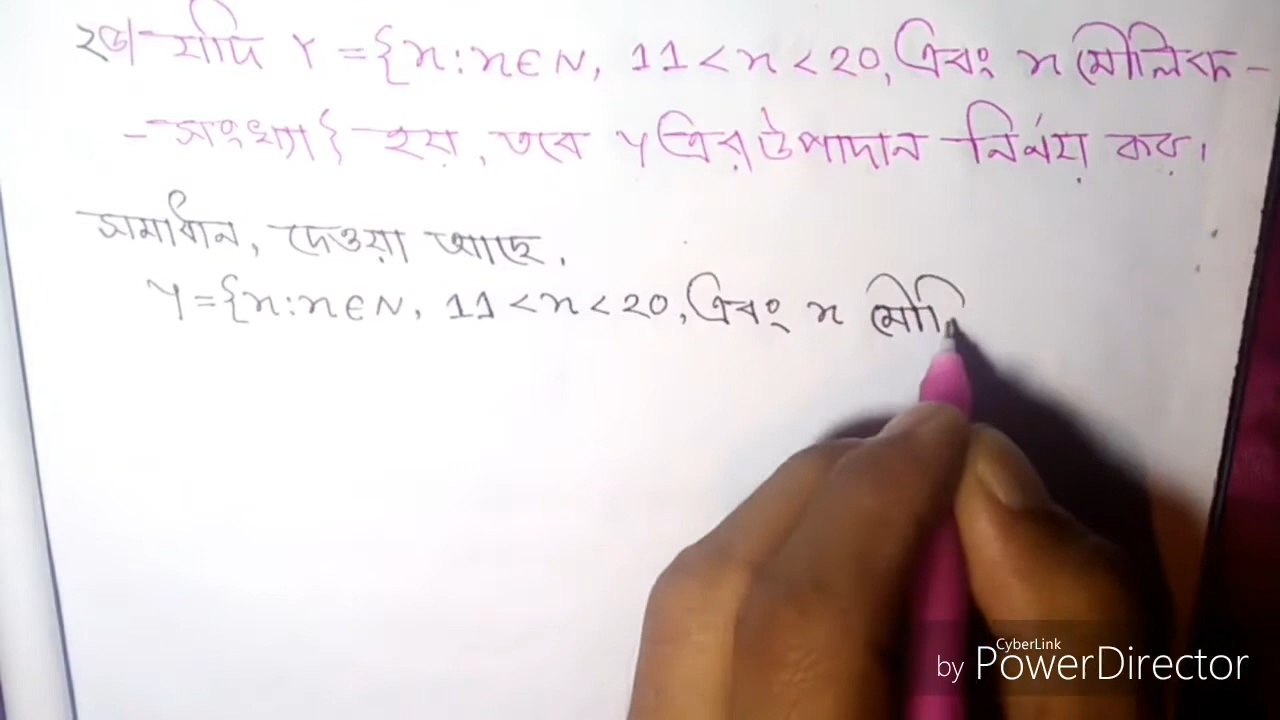 ২৬। যদি Y = {x : x ∈ N, 11 < x < 20, এবং x মৌলিক -
- সংখ্যা} হয়, তবে Y এর উপাদান নির্ণয় কর।
সমাধান, দেওয়া আছে,
Y = {x : x ∈ N, 11 < x < 20, এবং x মৌলি
CyberLink
by PowerDirector